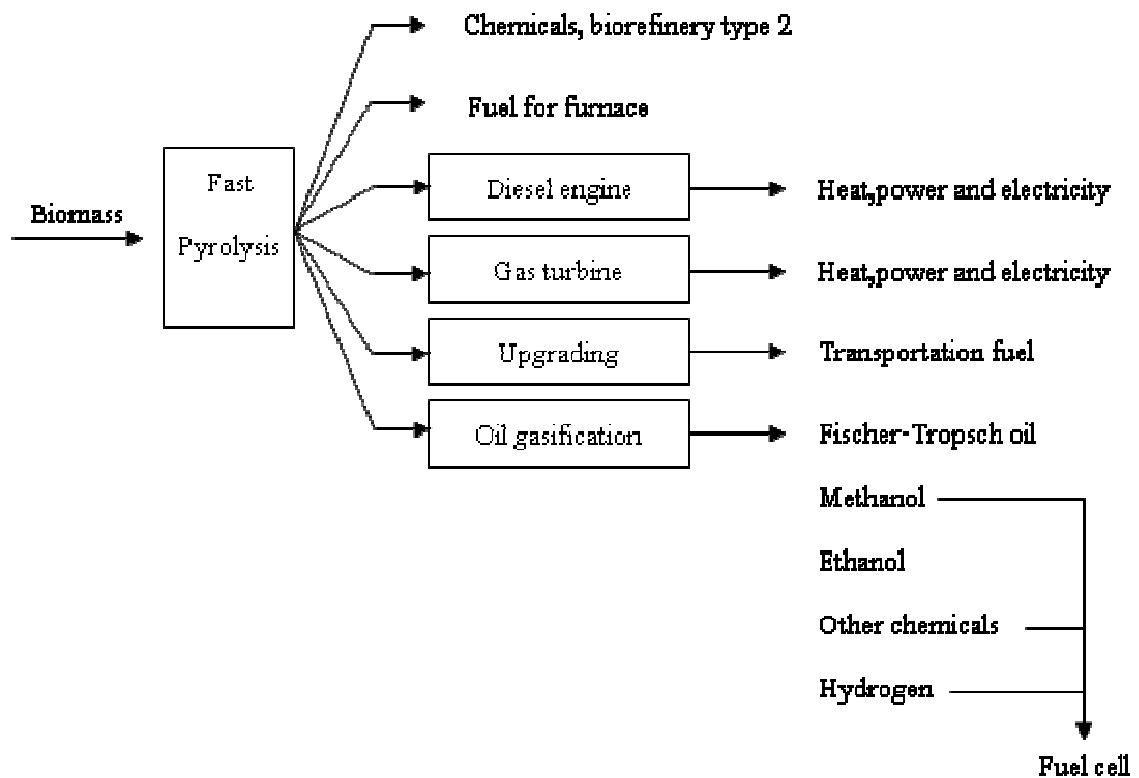 Chemicals, biorefinery type 2
Fuel for furnace
Biomass
Fast
Pyrolysis
Diesel engine
Heat,power and electricity
Gas turbine
Heat,power and electricity
Upgrading
Transportation fuel
Oil gasification
Fischer-Tropsch oil
Methanol
Ethanol
Other chemicals
Hydrogen
Fuel cell